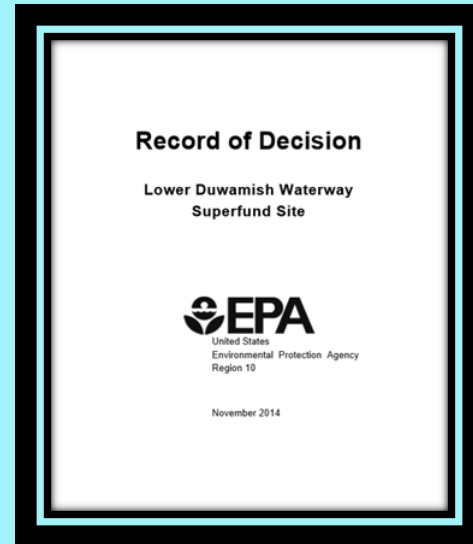 Record of Decision
Lower Duwamish Waterway
Superfund Site
EPA
United States
Environmental Protection Agency
Region 10
November 2014